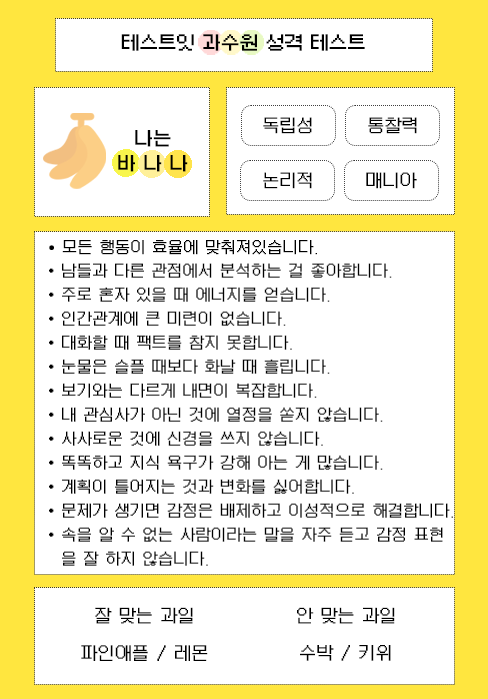 테스트잇 과수원 성격 테스트
나는
바나나
독립성
통찰력
논리적
매니아
• 모든 행동이 효율에 맞춰져있습니다.
• 남들과 다른 관점에서 분석하는 걸 좋아합니다.
• 주로 혼자 있을 때 에너지를 얻습니다.
• 인간관계에 큰 미련이 없습니다.
• 대화할 때 팩트를 참지 못합니다.
• 눈물은 슬플 때보다 화날 때 흘립니다.
• 보기와는 다르게 내면이 복잡합니다.
• 내 관심사가 아닌 것에 열정을 쏟지 않습니다.
• 사사로운 것에 신경을 쓰지 않습니다.
• 똑똑하고 지식 욕구가 강해 아는 게 많습니다.
• 계획이 틀어지는 것과 변화를 싫어합니다.
• 문제가 생기면 감정은 배제하고 이성적으로 해결합니다.
• 속을 알 수 없는 사람이라는 말을 자주 듣고 감정 표현
을 잘 하지 않습니다.
잘 맞는 과일
안 맞는 과일
파인애플 / 레몬
수박 / 키위